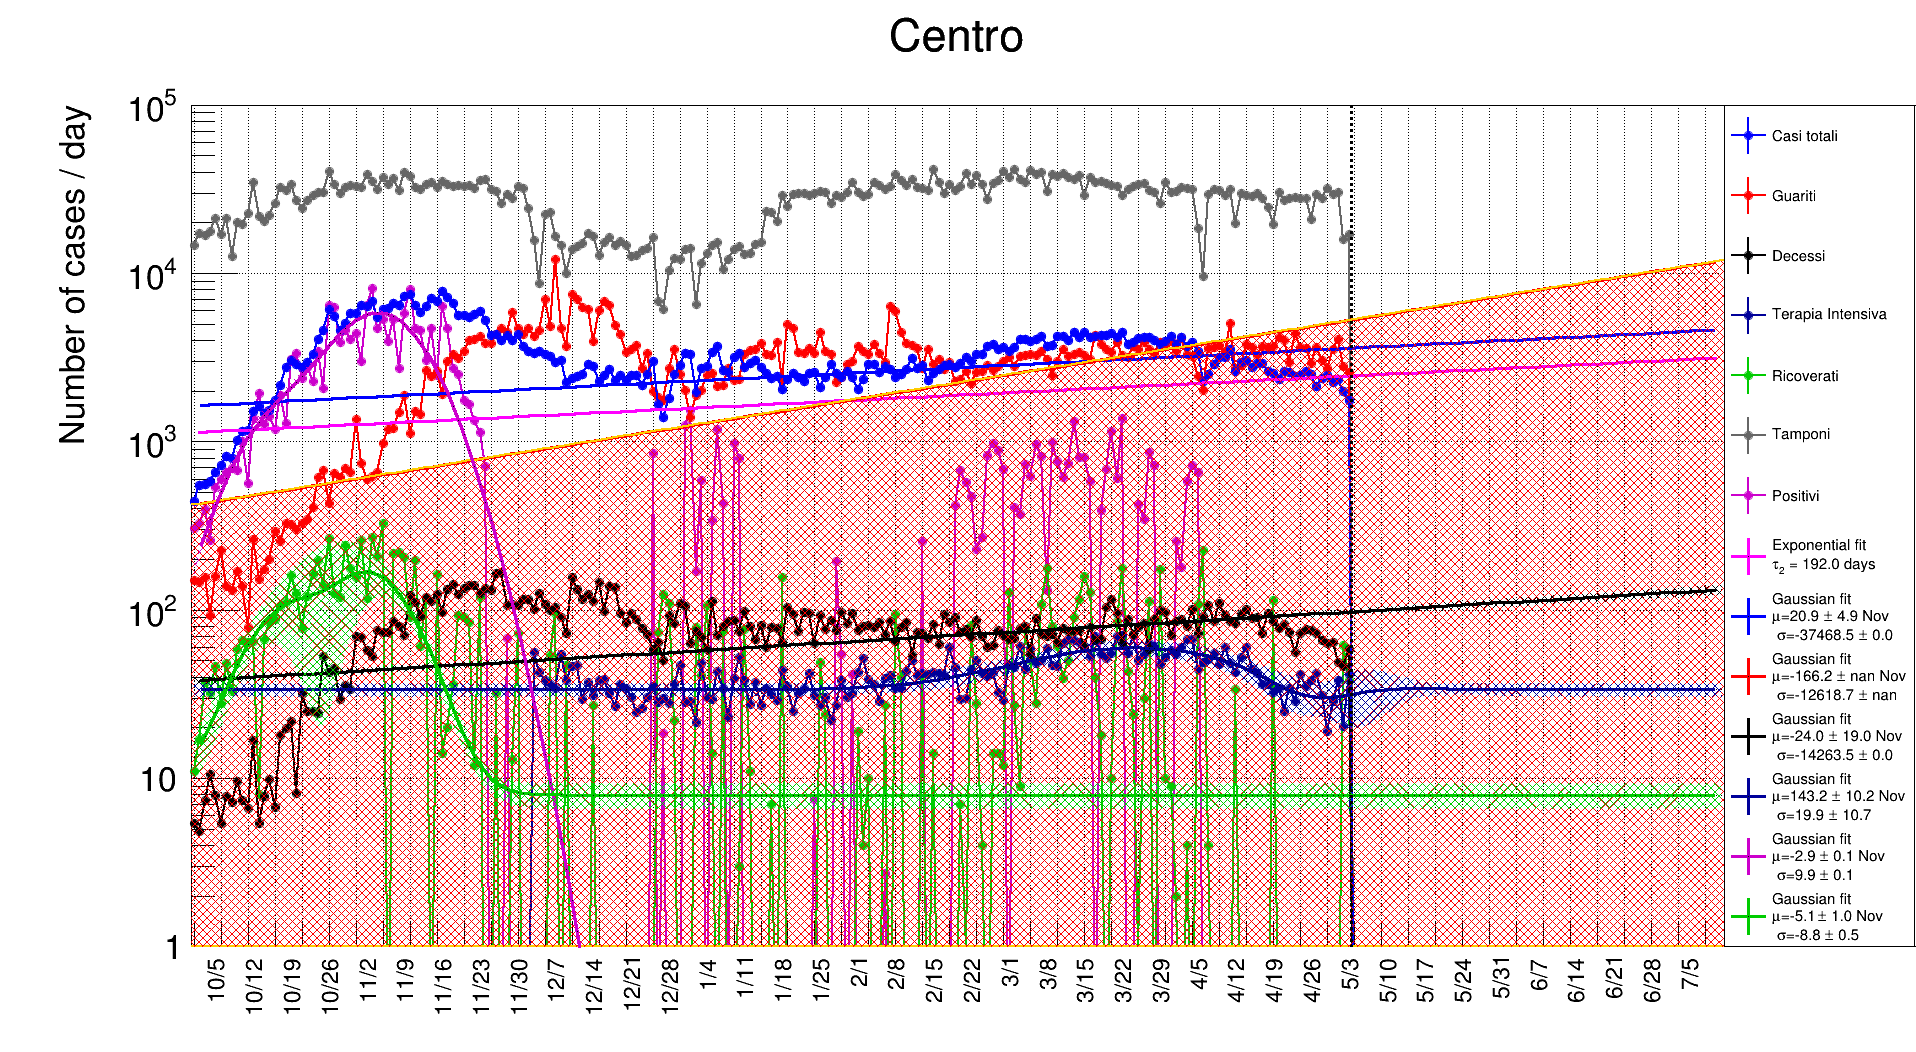 Centro
Number of cases / day
10^5
10^4
10^3
10^2
10
1
10/5
10/12
10/19
10/26
11/2
11/9
11/16
11/23
11/30
12/7
12/14
12/21
12/28
1/4
1/11
1/18
1/25
2/1
2/8
2/15
2/22
3/1
3/8
3/15
3/22
3/29
4/5
4/12
4/19
4/26
5/3
5/10
5/17
5/24
5/31
6/7
6/14
6/21
6/28
7/5
Casi totali
Guariti
Decessi
Terapia Intensiva
Ricoverati
Tamponi
Positivi
Exponential fit
τ2 = 192.0 days
Gaussian fit
μ=20.9 ± 4.9 Nov
σ=-37468.5 ± 0.0
Gaussian fit
μ=-166.2 ± nan Nov
σ=-12618.7 ± nan
Gaussian fit
μ=-24.0 ± 19.0 Nov
σ=-14263.5 ± 0.0
Gaussian fit
μ=143.2 ± 10.2 Nov
σ=19.9 ± 10.7
Gaussian fit
μ=-2.9 ± 0.1 Nov
σ=9.9 ± 0.1
Gaussian fit
μ=-5.1 ± 1.0 Nov
σ=-8.8 ± 0.5